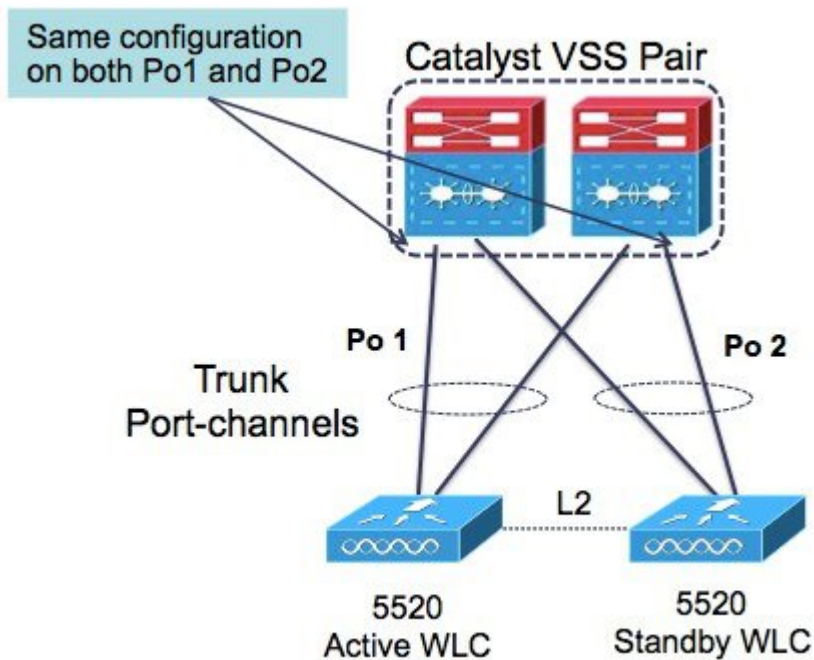 Same configuration
on both Po1 and Po2
Catalyst VSS Pair
Po 1
Po 2
Trunk
Port-channels
L2
5520
Active WLC
5520
Standby WLC